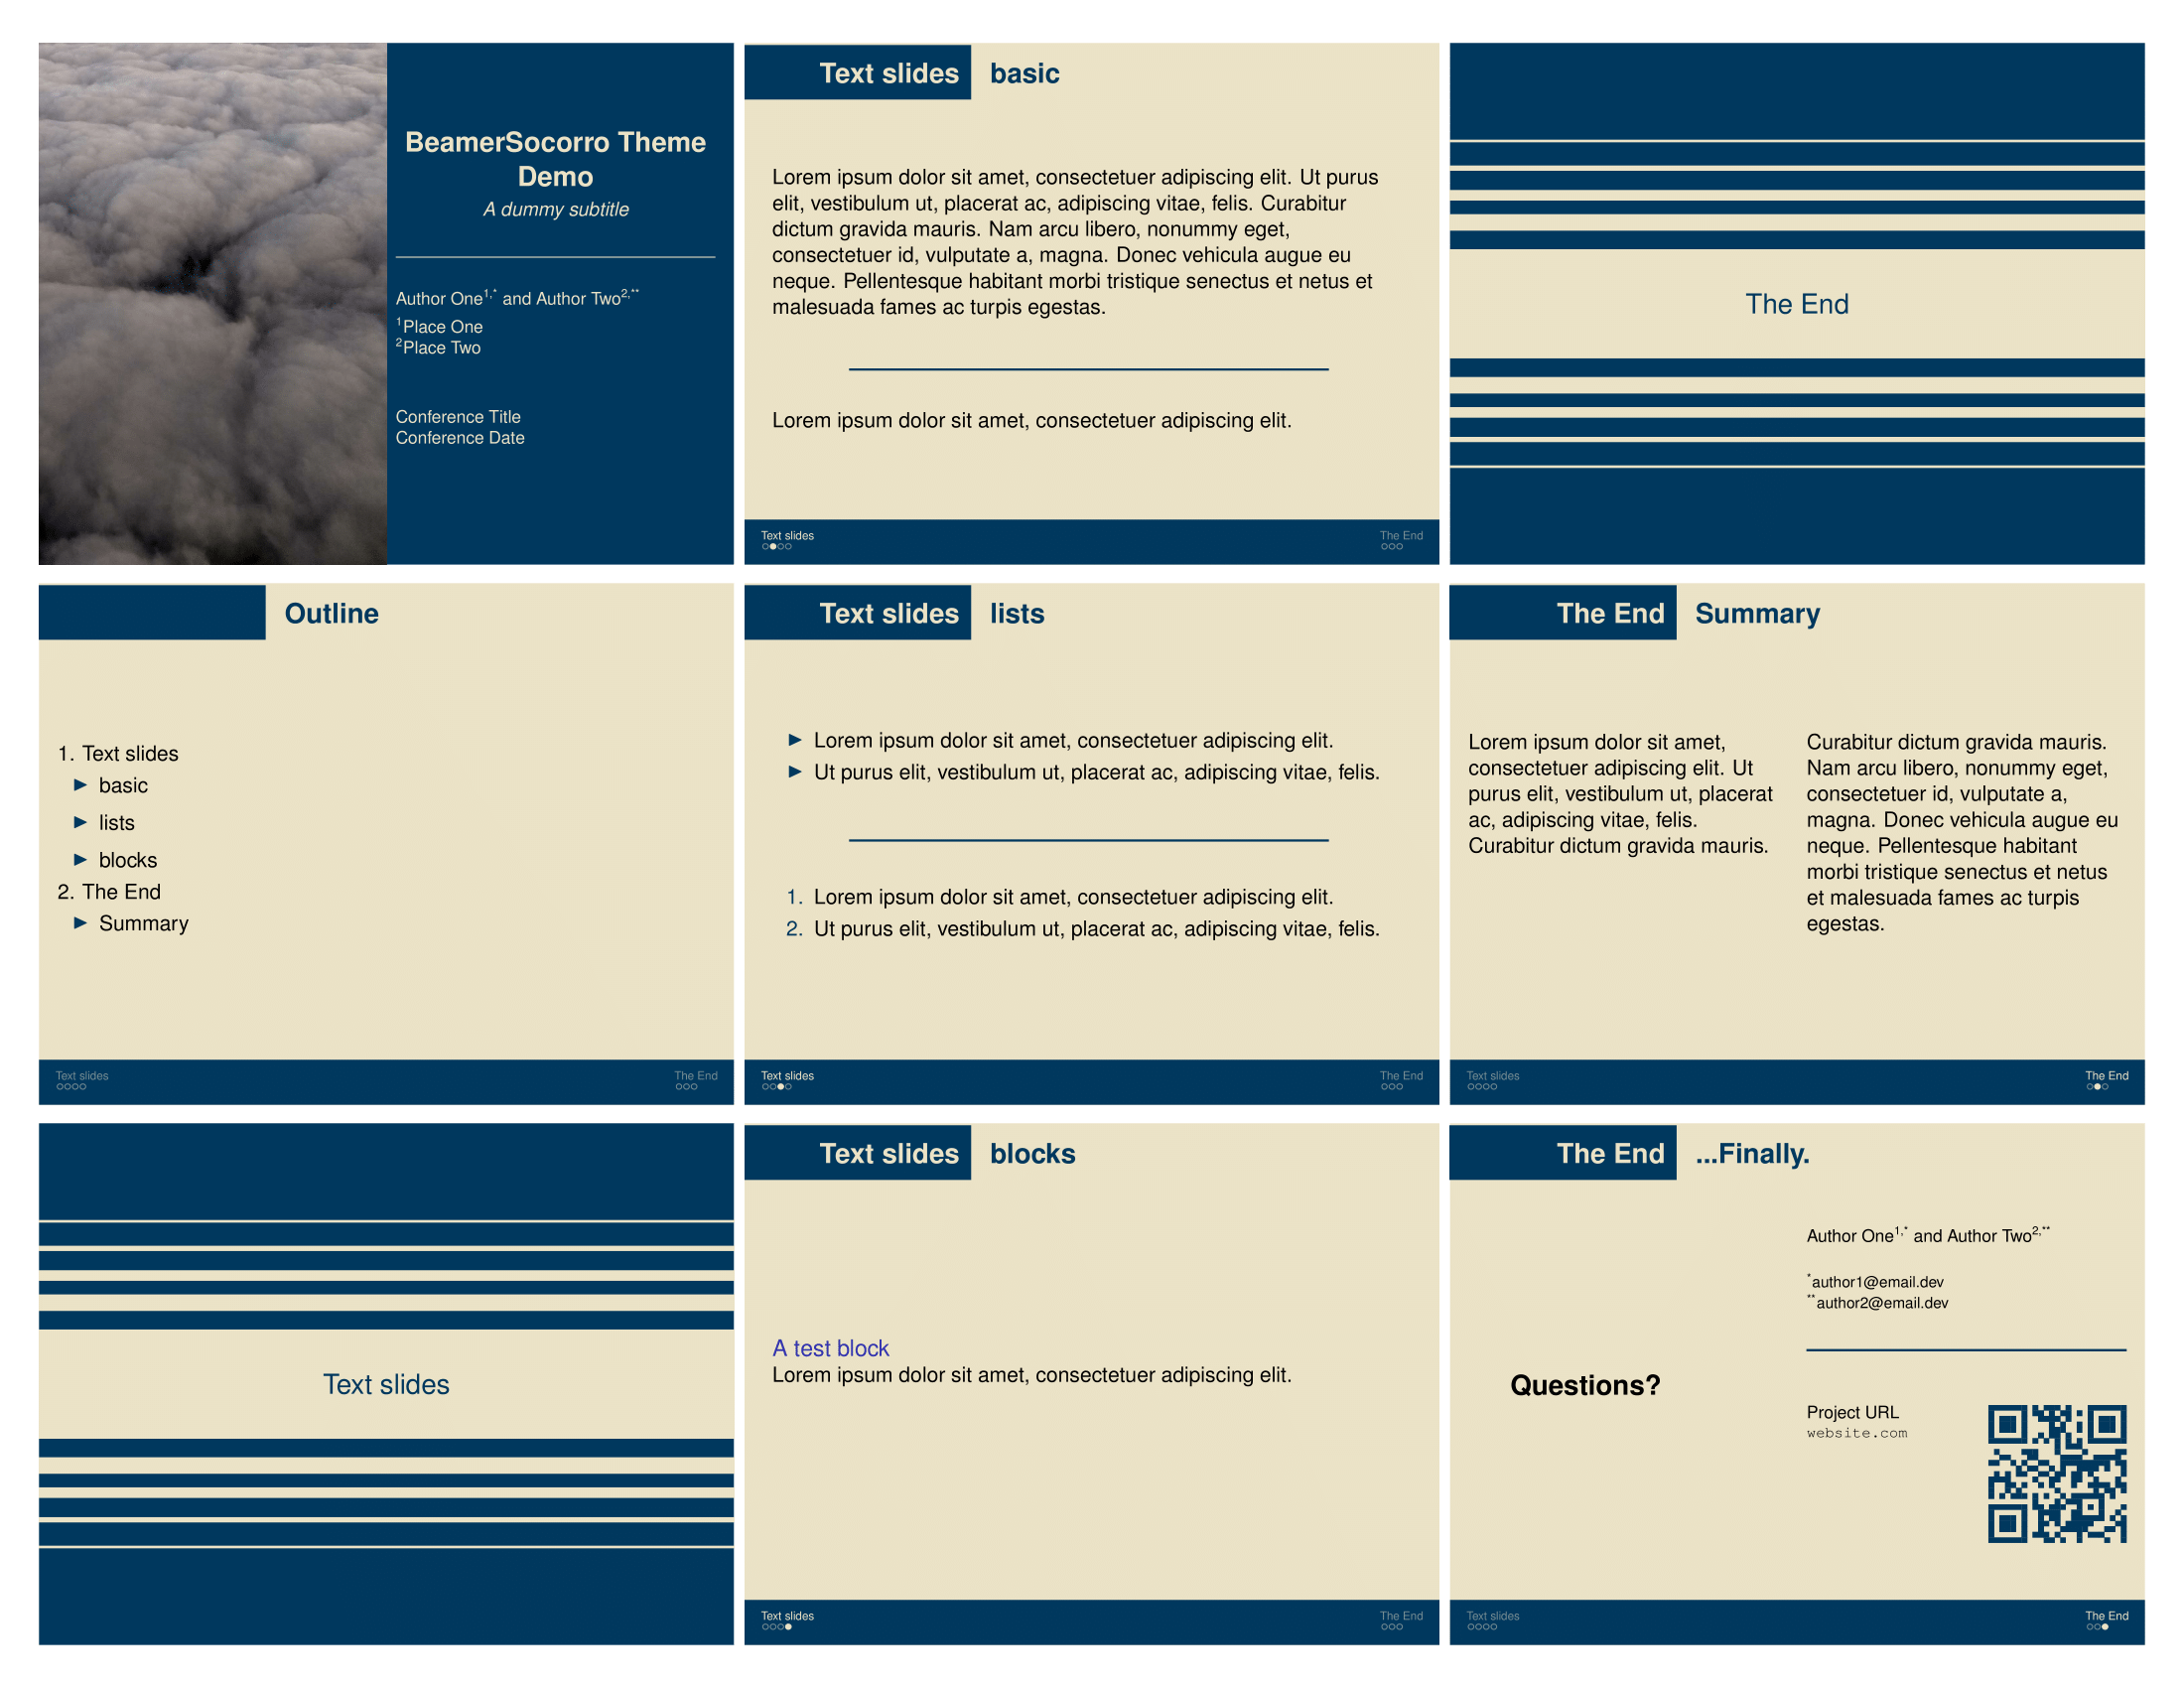 BeamerSocorro Theme
Demo
A dummy subtitle
Author One1,* and Author Two2,**
1Place One
2Place Two
Conference Title
Conference Date
Outline
1. Text slides
basic
lists
blocks
2. The End
Summary
Text slides
The End
Text slides
Text slides basic
Lorem ipsum dolor sit amet, consectetuer adipiscing elit. Ut purus
elit, vestibulum ut, placerat ac, adipiscing vitae, felis. Curabitur
dictum gravida mauris. Nam arcu libero, nonummy eget,
consectetuer id, vulputate a, magna. Donec vehicula augue eu
neque. Pellentesque habitant morbi tristique senectus et netus et
malesuada fames ac turpis egestas.
Lorem ipsum dolor sit amet, consectetuer adipiscing elit.
Text slides
The End
Text slides lists
Lorem ipsum dolor sit amet, consectetuer adipiscing elit.
Ut purus elit, vestibulum ut, placerat ac, adipiscing vitae, felis.
1. Lorem ipsum dolor sit amet, consectetuer adipiscing elit.
2. Ut purus elit, vestibulum ut, placerat ac, adipiscing vitae, felis.
Text slides
The End
Text slides blocks
A test block
Lorem ipsum dolor sit amet, consectetuer adipiscing elit.
Text slides
The End
The End
The End Summary
Lorem ipsum dolor sit amet,
consectetuer adipiscing elit. Ut
purus elit, vestibulum ut, placerat
ac, adipiscing vitae, felis.
Curabitur dictum gravida mauris.
Curabitur dictum gravida mauris.
Nam arcu libero, nonummy eget,
consectetuer id, vulputate a,
magna. Donec vehicula augue eu
neque. Pellentesque habitant
morbi tristique senectus et netus
et malesuada fames ac turpis
egestas.
Text slides
The End
The End ...Finally.
Questions?
Author One1,* and Author Two2,**
*author1@email.dev
**author2@email.dev
Project URL
website.com
Text slides
The End